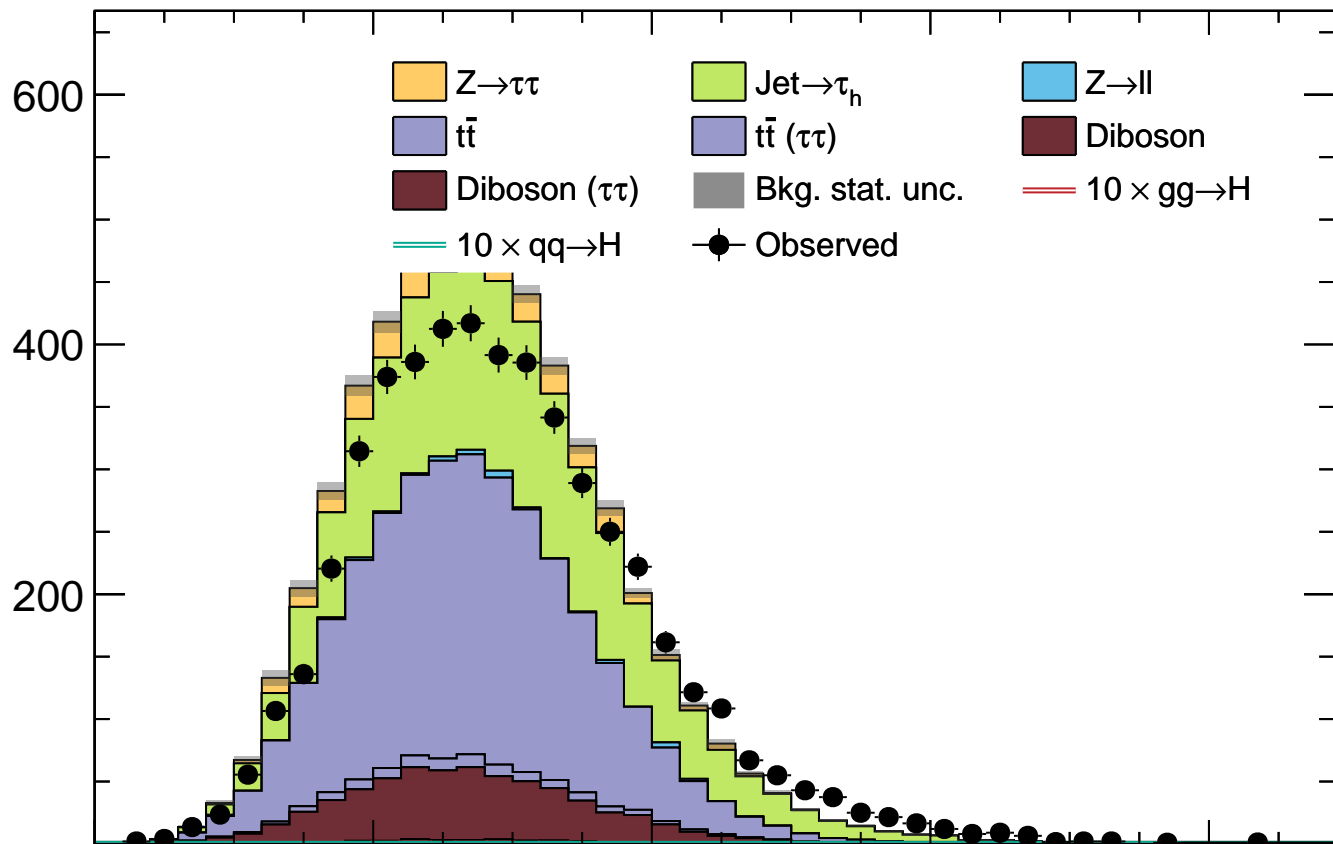 600
Z→ττ Jet→τh Z→ll
tt̄ tt̄ (ττ) Diboson
Diboson (ττ) Bkg. stat. unc. 10 × gg→H
10 × qq→H Observed
400
200